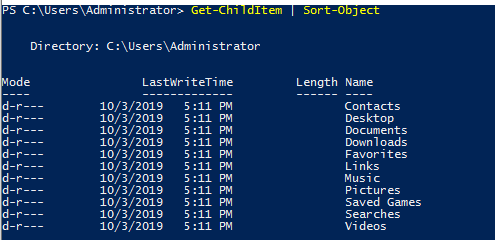 PS C:\Users\Administrator> Get-ChildItem | Sort-Object
Directory: C:\Users\Administrator
Mode LastWriteTime Length Name
---- ------------- ------ ----
d-r--- 10/3/2019 5:11 PM Contacts
d-r--- 10/3/2019 5:11 PM Desktop
d-r--- 10/3/2019 5:11 PM Documents
d-r--- 10/3/2019 5:11 PM Downloads
d-r--- 10/3/2019 5:11 PM Favorites
d-r--- 10/3/2019 5:11 PM Links
d-r--- 10/3/2019 5:11 PM Music
d-r--- 10/3/2019 5:11 PM Pictures
d-r--- 10/3/2019 5:11 PM Saved Games
d-r--- 10/3/2019 5:11 PM Searches
d-r--- 10/3/2019 5:11 PM Videos